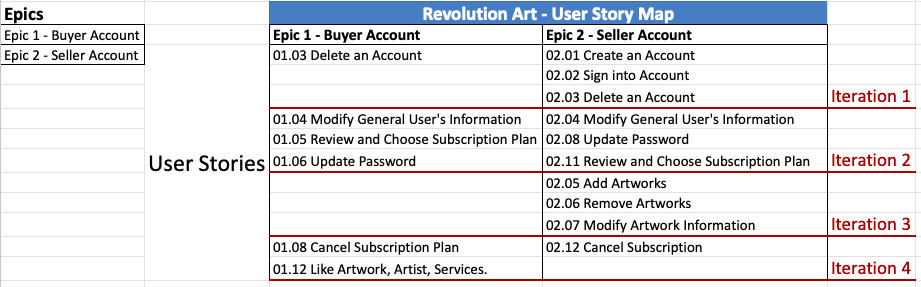 Epics
Revolution Art - User Story Map
Epic 1 - Buyer Account
Epic 1 - Buyer Account
Epic 2 - Seller Account
Epic 2 - Seller Account
01.03 Delete an Account
02.01 Create an Account
02.02 Sign into Account
02.03 Delete an Account
Iteration 1
01.04 Modify General User's Information
02.04 Modify General User's Information
01.05 Review and Choose Subscription Plan
02.08 Update Password
User Stories
01.06 Update Password
02.11 Review and Choose Subscription Plan
Iteration 2
02.05 Add Artworks
02.06 Remove Artworks
02.07 Modify Artwork Information
Iteration 3
01.08 Cancel Subscription Plan
02.12 Cancel Subscription
01.12 Like Artwork, Artist, Services.
Iteration 4